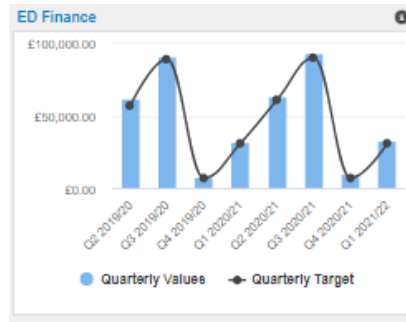 ED Finance
£100,000.00
£50,000.00
£0.00
Q2 2019/20
Q3 2019/20
Q4 2019/20
Q1 2020/21
Q2 2020/21
Q3 2020/21
Q4 2020/21
Q1 2021/22
Quarterly Values
Quarterly Target